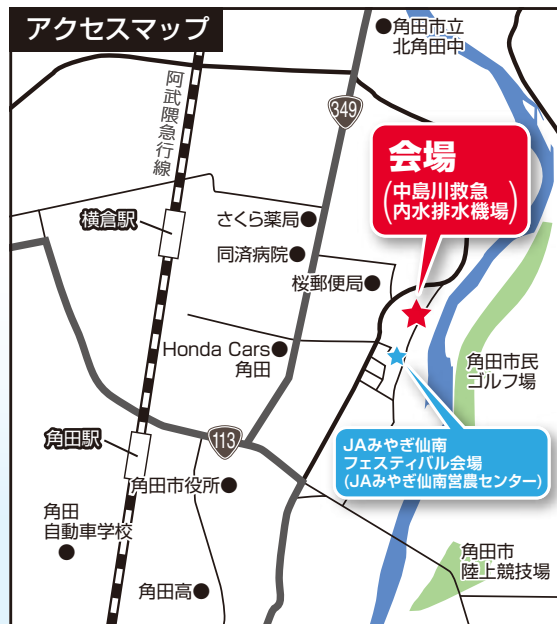 アクセスマップ
角田市立
北角田中
阿武隈急行線
349
会場
(中島川救急
内水排水機場)
横倉駅
さくら薬局
同済病院
桜郵便局
Honda Cars
角田
角田市民
ゴルフ場
角田駅
113
JAみやぎ仙南
フェスティバル会場
(JAみやぎ仙南営農センター)
角田市役所
角田
自動車学校
角田市
陸上競技場
角田高